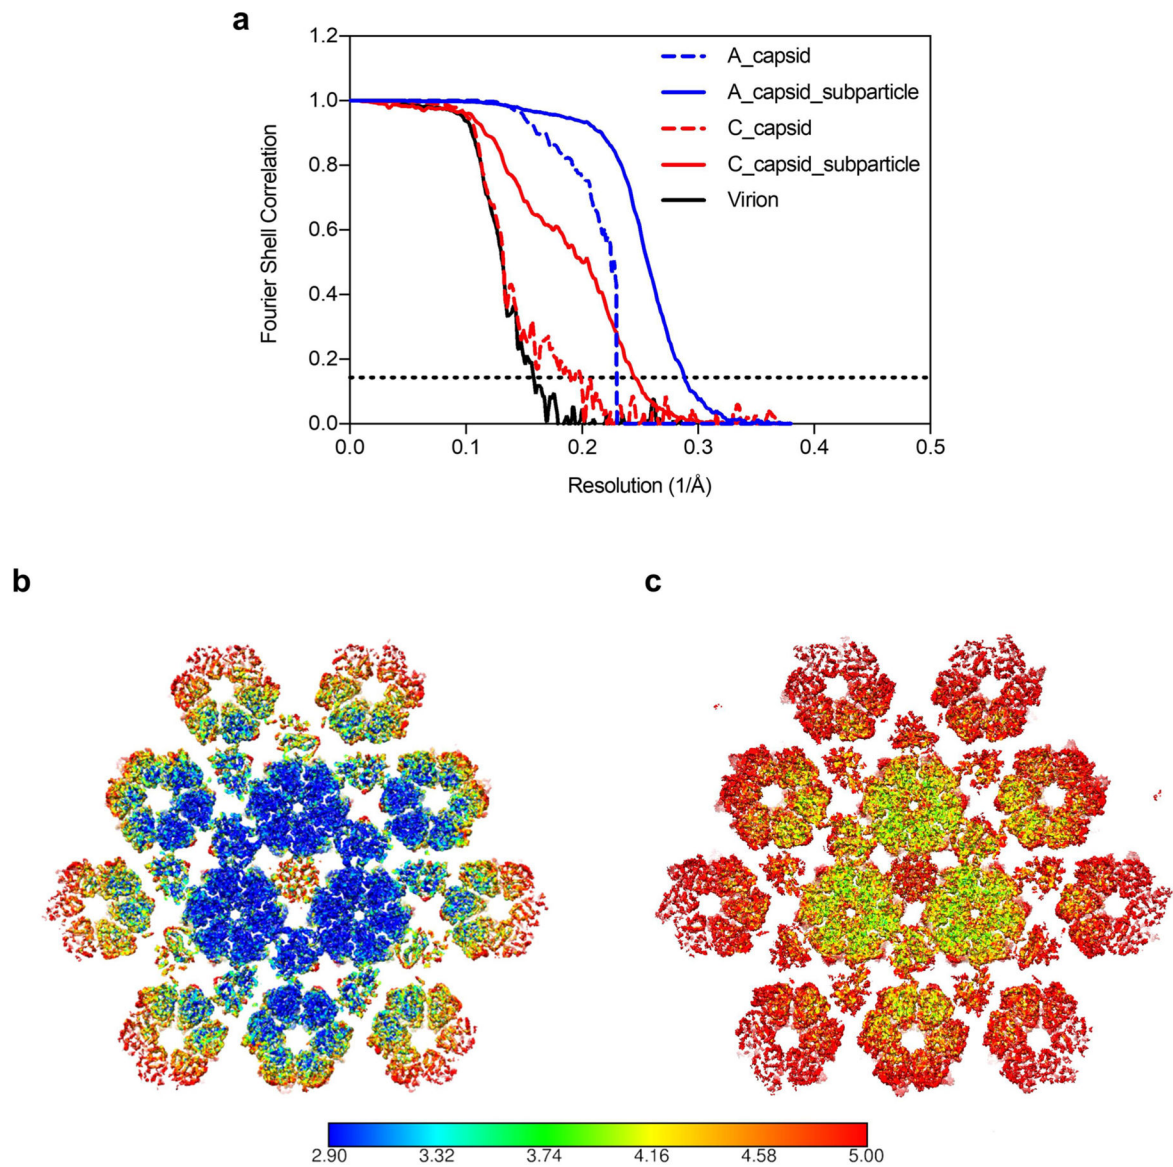 a
1.2
1.0
0.8
0.6
0.4
0.2
0.0
Fourier Shell Correlation
A_capsid
A_capsid_subparticle
C_capsid
C_capsid_subparticle
Virion
0.0 0.1 0.2 0.3 0.4 0.5
Resolution (1/Å)
b c
2.90 3.32 3.74 4.16 4.58 5.00